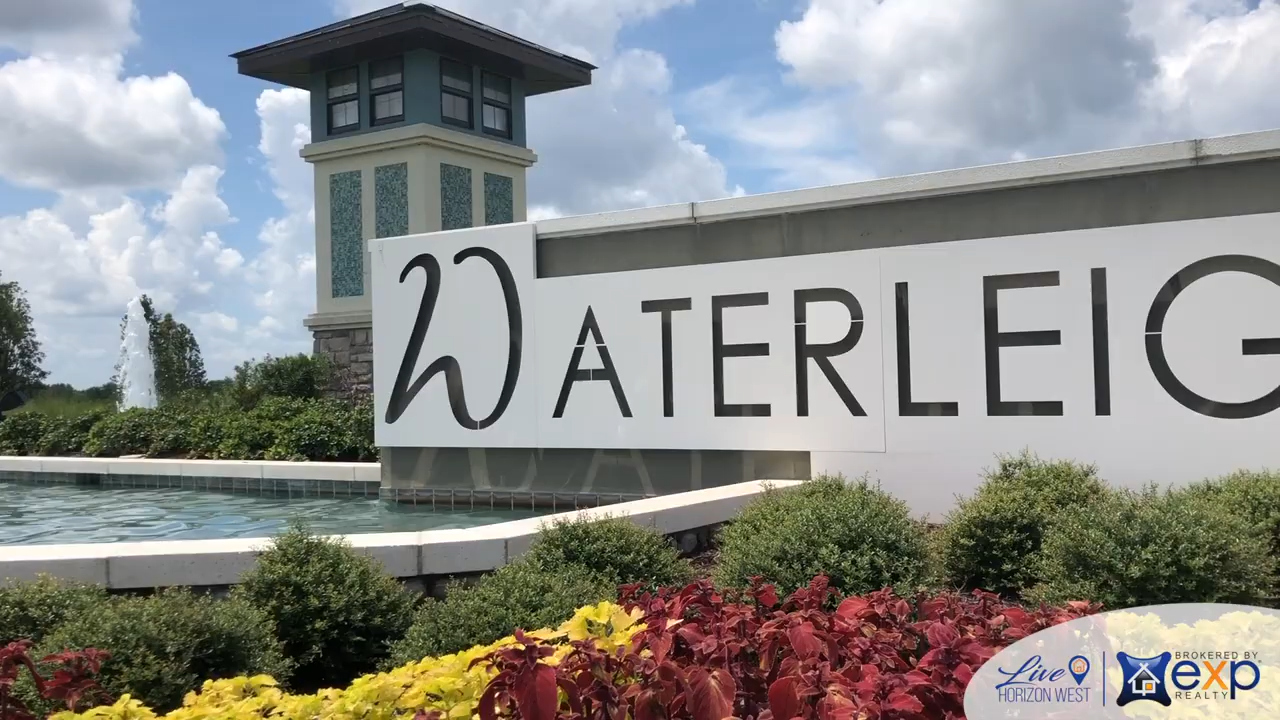 WATERLEIG
Live
HORIZON WEST
BROKERED BY
exp
REALTY